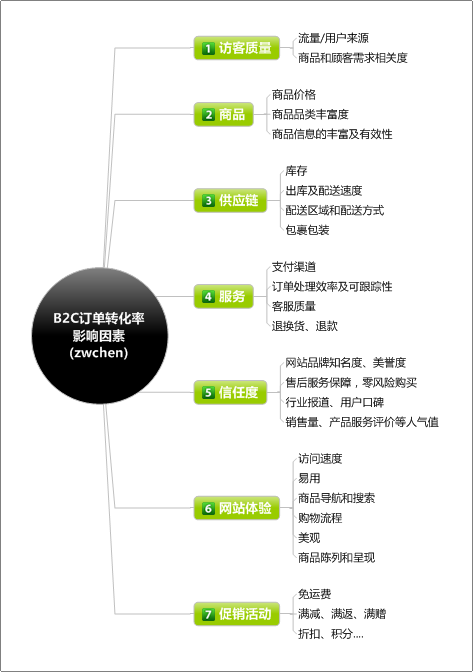 B2C订单转化率
影响因素
(zwchen)
1 访客质量
流量/用户来源
商品和顾客需求相关度
2 商品
商品价格
商品品类丰富度
商品信息的丰富及有效性
3 供应链
库存
出库及配送速度
配送区域和配送方式
包裹包装
4 服务
支付渠道
订单处理效率及可跟踪性
客服质量
退换货、退款
5 信任度
网站品牌知名度、美誉度
售后服务保障，零风险购买
行业报道、用户口碑
销售量、产品服务评价等人气值
6 网站体验
访问速度
易用
商品导航和搜索
购物流程
美观
商品陈列和呈现
7 促销活动
免运费
满减、满返、满赠
折扣、积分....